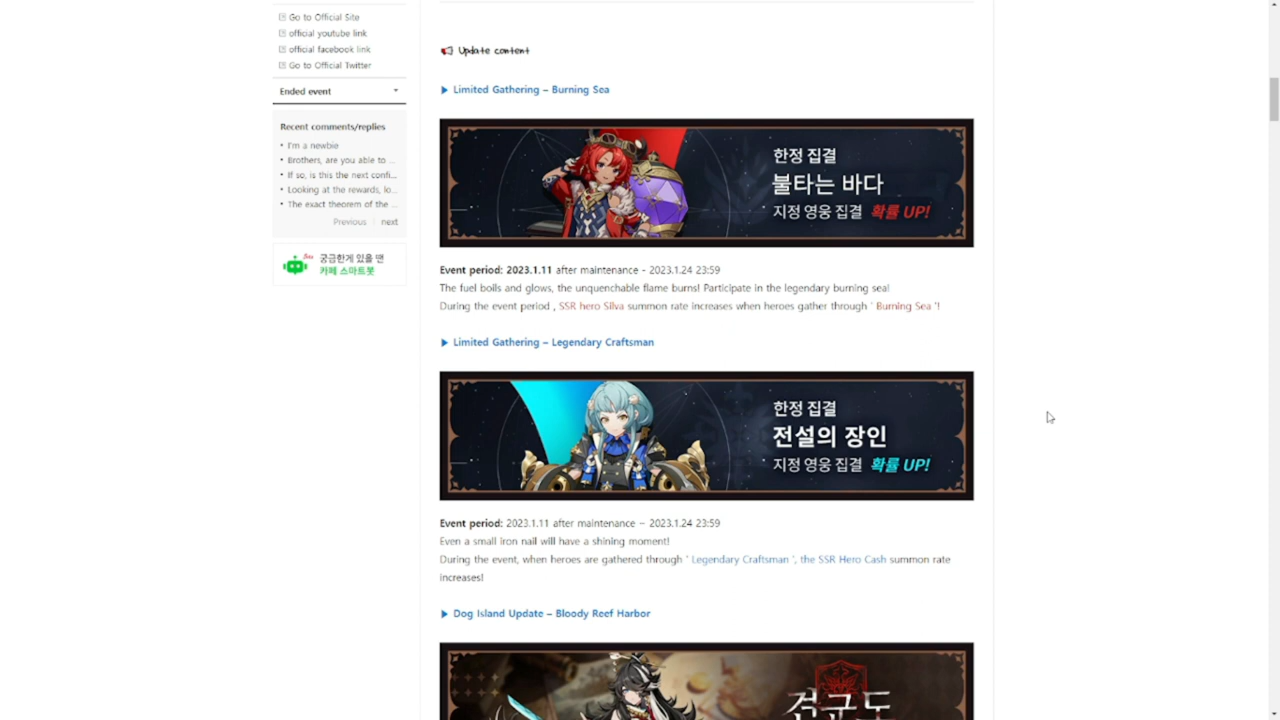 Go to Official Site
official youtube link
official facebook link
Go to Official Twitter
Ended event
Recent comments/replies
• I'm a newbie
• Brothers, are you able to ...
• If so, is this the next confi...
• Looking at the rewards, lo...
• The exact theorem of the ...
Previous
next
궁금한게 있을 땐
카페 스마트봇
Update content
▶ Limited Gathering – Burning Sea
한정 집결
불타는 바다
지정 영웅 집결 확률 UP!
Event period: 2023.1.11 after maintenance - 2023.1.24 23:59
The fuel boils and glows, the unquenchable flame burns! Participate in the legendary burning sea!
During the event period , SSR hero Silva summon rate increases when heroes gather through ' Burning Sea '!
▶ Limited Gathering – Legendary Craftsman
한정 집결
전설의 장인
지정 영웅 집결 확률 UP!
Event period: 2023.1.11 after maintenance ~ 2023.1.24 23:59
Even a small iron nail will have a shining moment!
During the event, when heroes are gathered through ' Legendary Craftsman ', the SSR Hero Cash summon rate
increases!
▶ Dog Island Update – Bloody Reef Harbor